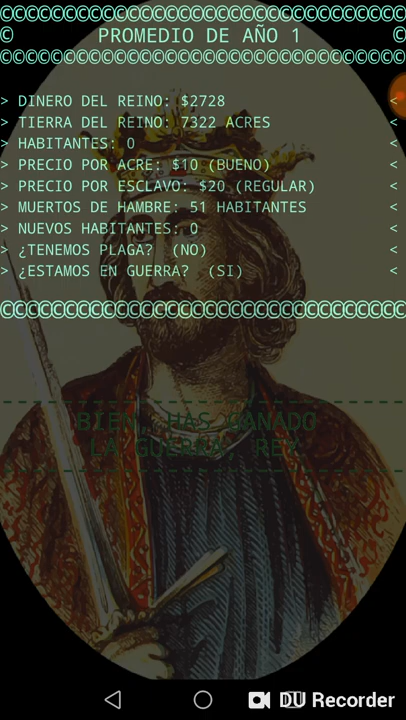 ©©©©©©©©©©©©©©©©©©©©©©©©©©©©©©©©©©
© PROMEDIO DE AÑO 1 ©
©©©©©©©©©©©©©©©©©©©©©©©©©©©©©©©©©©
> DINERO DEL REINO: $2728 <
> TIERRA DEL REINO: 7322 ACRES <
> HABITANTES: 0 <
> PRECIO POR ACRE: $10 (BUENO) <
> PRECIO POR ESCLAVO: $20 (REGULAR) <
> MUERTOS DE HAMBRE: 51 HABITANTES <
> NUEVOS HABITANTES: 0 <
> ¿TENEMOS PLAGA? (NO) <
> ¿ESTAMOS EN GUERRA? (SI) <
©©©©©©©©©©©©©©©©©©©©©©©©©©©©©©©©©©
BIEN, HAS GANADO
LA GUERRA, REY.
DU Recorder